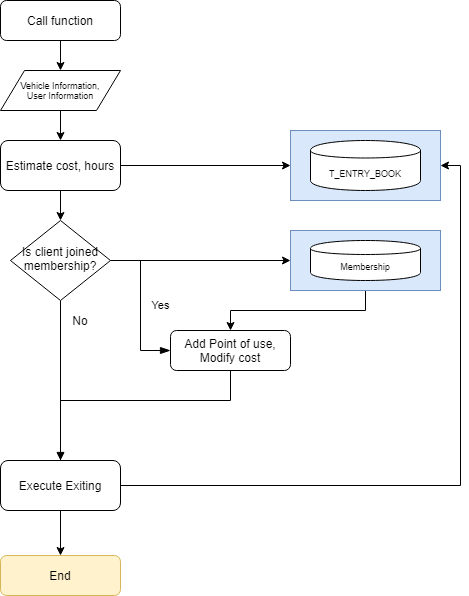 Call function
Vehicle Information,
User Information
Estimate cost, hours
T_ENTRY_BOOK
Is client joined
membership?
Membership
Yes
No
Add Point of use,
Modify cost
Execute Exiting
End